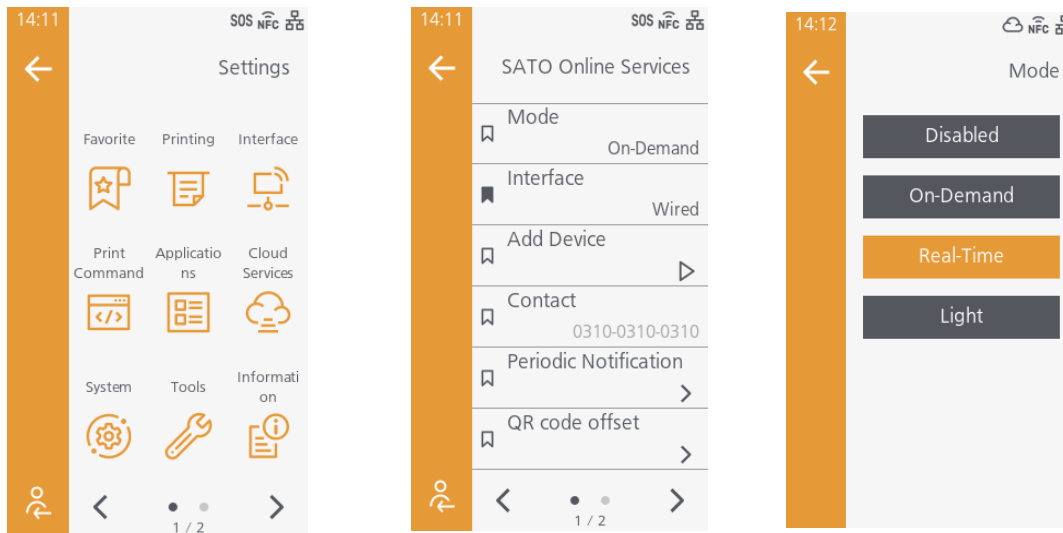 14:11
SOS NFC
Settings
Favorite
Printing
Interface
Print
Command
Applicatio
ns
Cloud
Services
System
Tools
Informati
on
1 / 2
14:11
SOS NFC
SATO Online Services
Mode
On-Demand
Interface
Wired
Add Device
Contact
0310-0310-0310
Periodic Notification
QR code offset
1 / 2
14:12
NFC
Mode
Disabled
On-Demand
Real-Time
Light